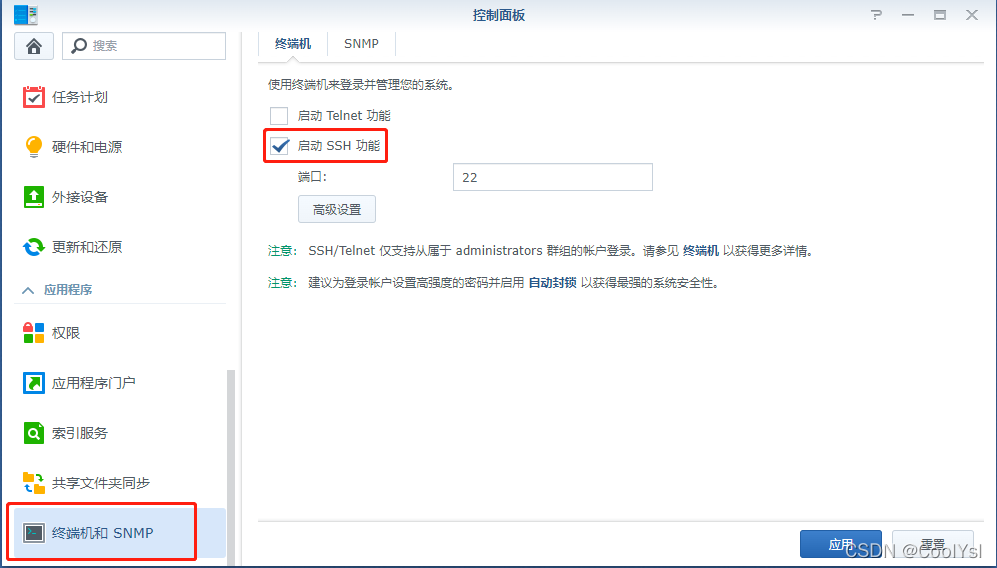 控制面板
搜索
任务计划
硬件和电源
外接设备
更新和还原
应用程序
权限
应用程序门户
索引服务
共享文件夹同步
终端机和 SNMP
终端机 SNMP
使用终端机来登录并管理您的系统。
启动 Telnet 功能
启动 SSH 功能
端口: 22
高级设置
注意: SSH/Telnet 仅支持从属于 administrators 群组的帐户登录。请参见 终端机 以获得更多详情。
注意: 建议为登录帐户设置高强度的密码并启用 自动封锁 以获得最强的系统安全性。
应用 重置
CSDN @CoolYsl